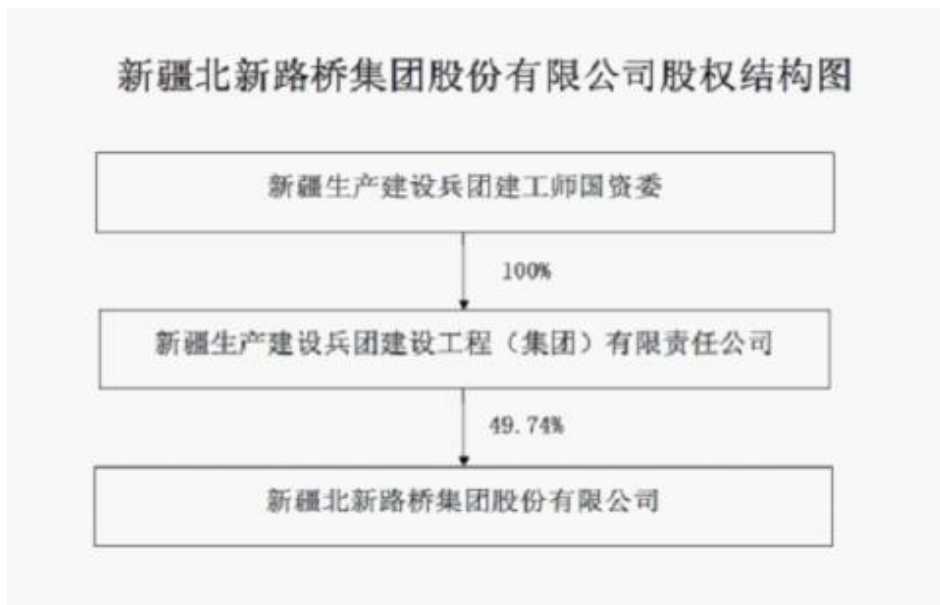 新疆北新路桥集团股份有限公司股权结构图
新疆生产建设兵团建工师国资委
100%
新疆生产建设兵团建设工程（集团）有限责任公司
49.74%
新疆北新路桥集团股份有限公司